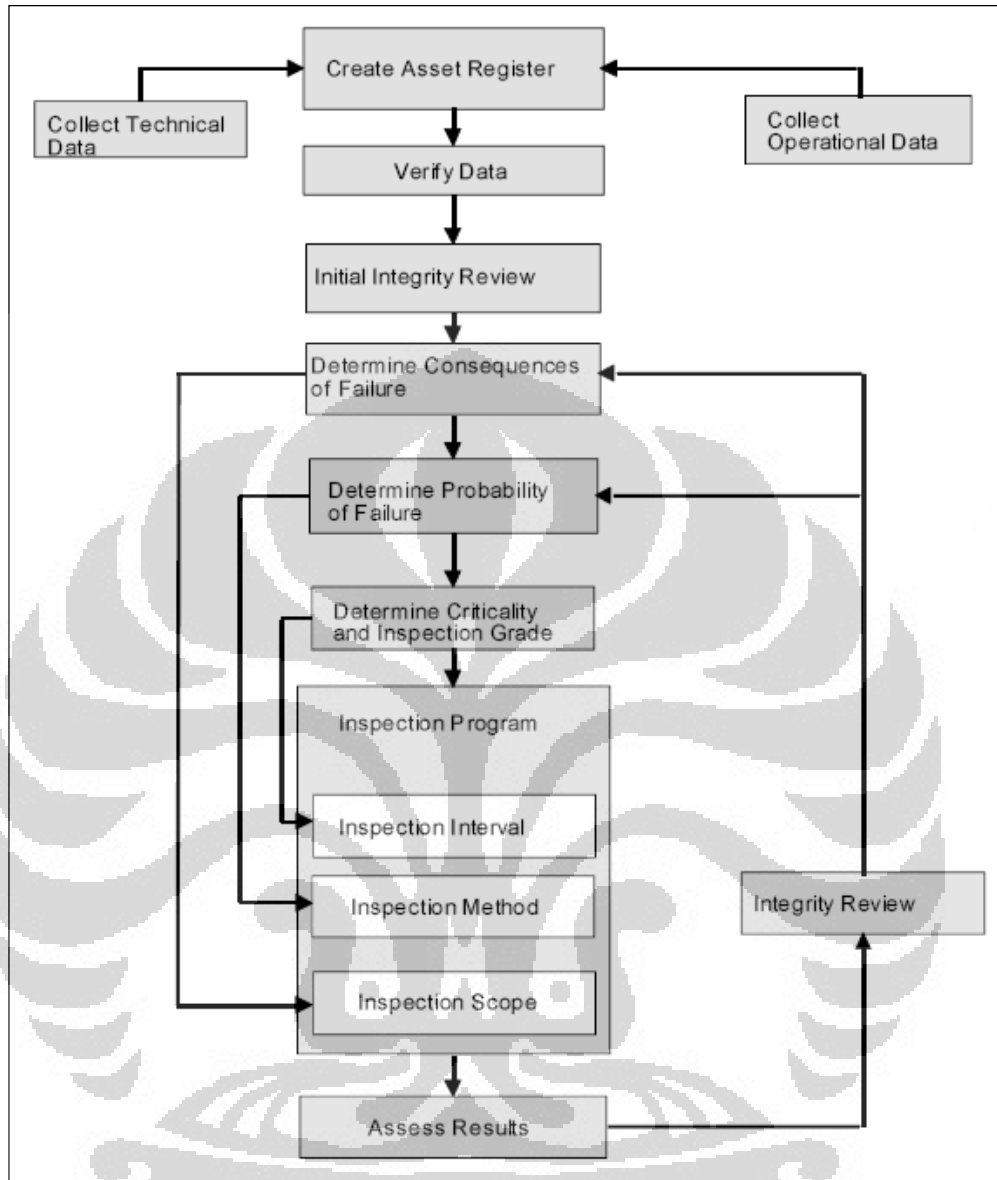 Create Asset Register
Collect Technical
Data
Collect
Operational Data
Verify Data
Initial Integrity Review
Determine Consequences
of Failure
Determine Probability
of Failure
Determine Criticality
and Inspection Grade
Inspection Program
Inspection Interval
Inspection Method
Integrity Review
Inspection Scope
Assess Results